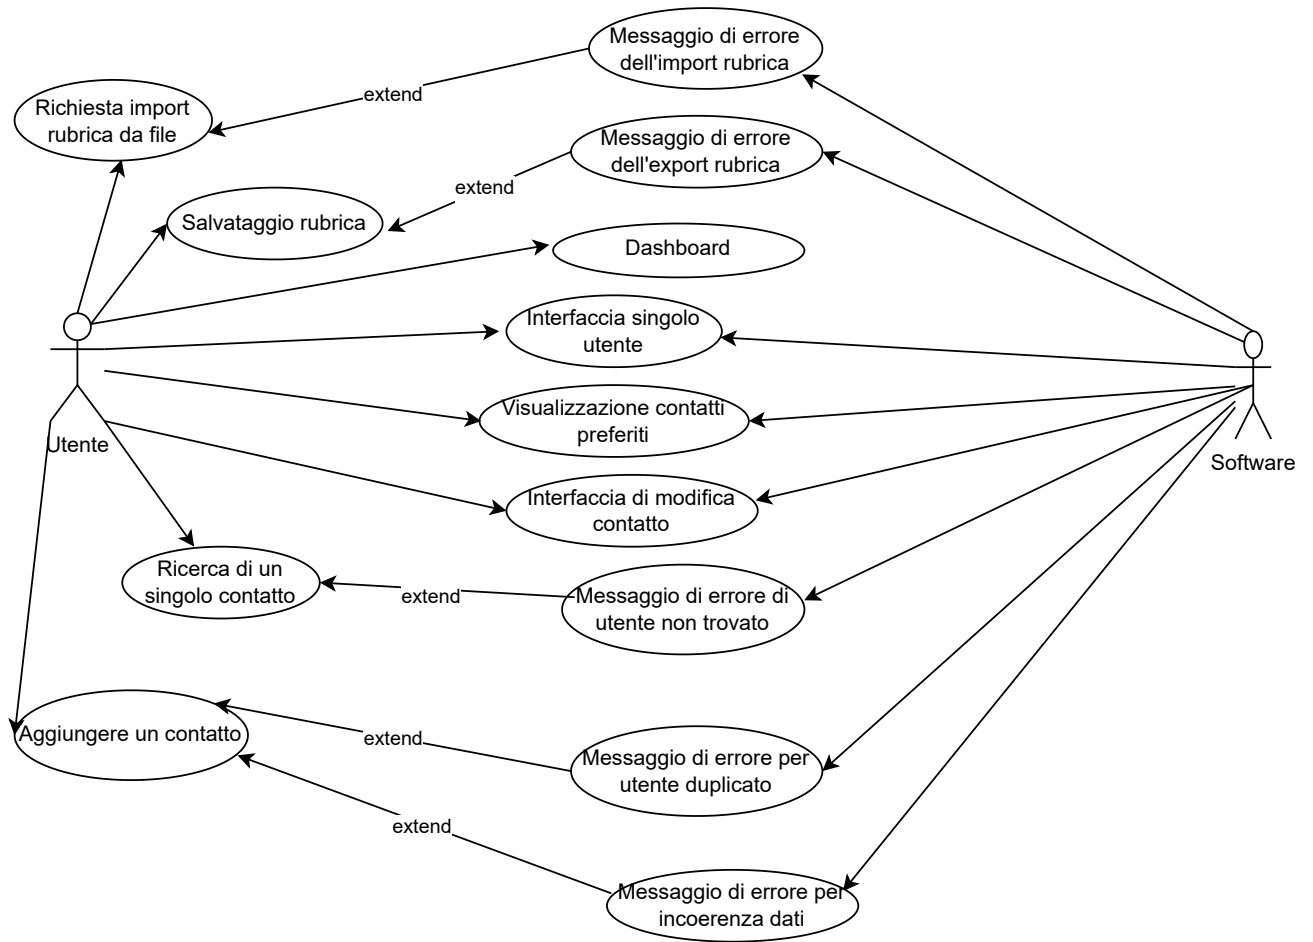 Messaggio di errore
dell'import rubrica
extend
Richiesta import
rubrica da file
Messaggio di errore
dell'export rubrica
extend
Salvataggio rubrica
Dashboard
Interfaccia singolo
utente
Visualizzazione contatti
preferiti
Utente
Software
Interfaccia di modifica
contatto
Ricerca di un
singolo contatto
extend
Messaggio di errore di
utente non trovato
Aggiungere un contatto
extend
Messaggio di errore per
utente duplicato
extend
Messaggio di errore per
incoerenza dati